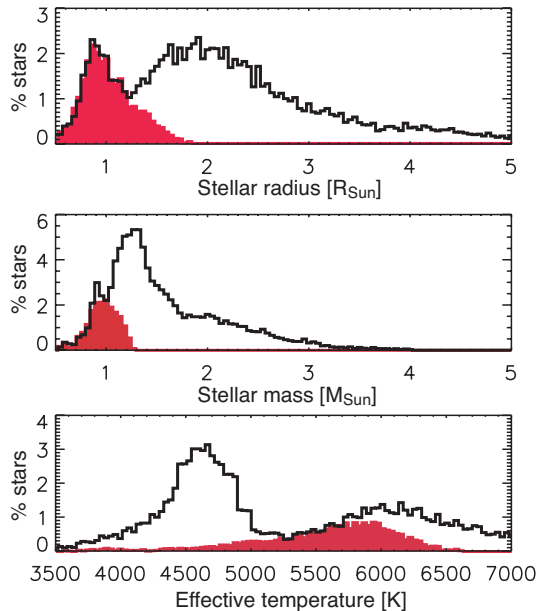 3
2
1
0
% stars
1 2 3 4 5
Stellar radius [R_Sun]
6
4
2
0
% stars
1 2 3 4 5
Stellar mass [M_Sun]
4
3
2
1
0
% stars
3500 4000 4500 5000 5500 6000 6500 7000
Effective temperature [K]